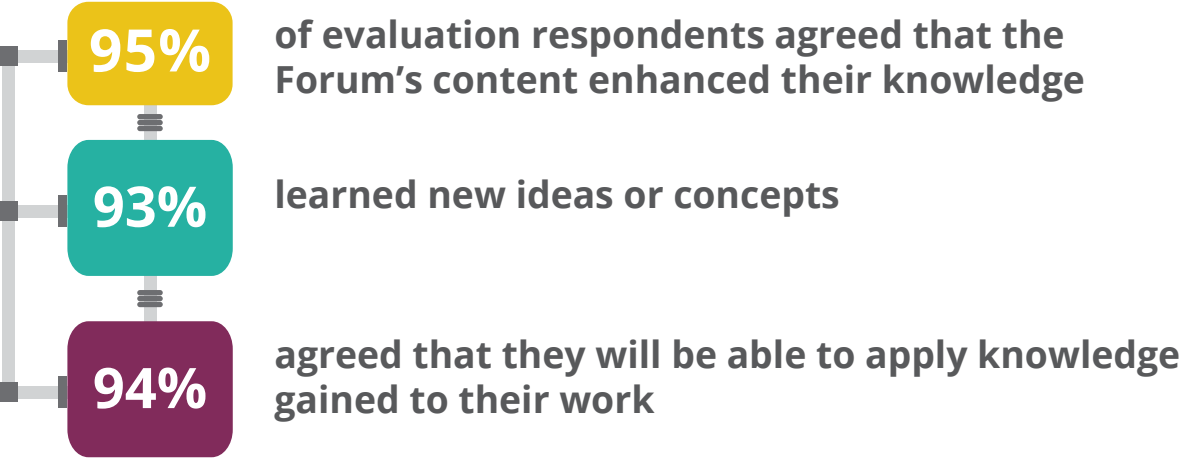 95%
of evaluation respondents agreed that the
Forum’s content enhanced their knowledge
93%
learned new ideas or concepts
94%
agreed that they will be able to apply knowledge
gained to their work